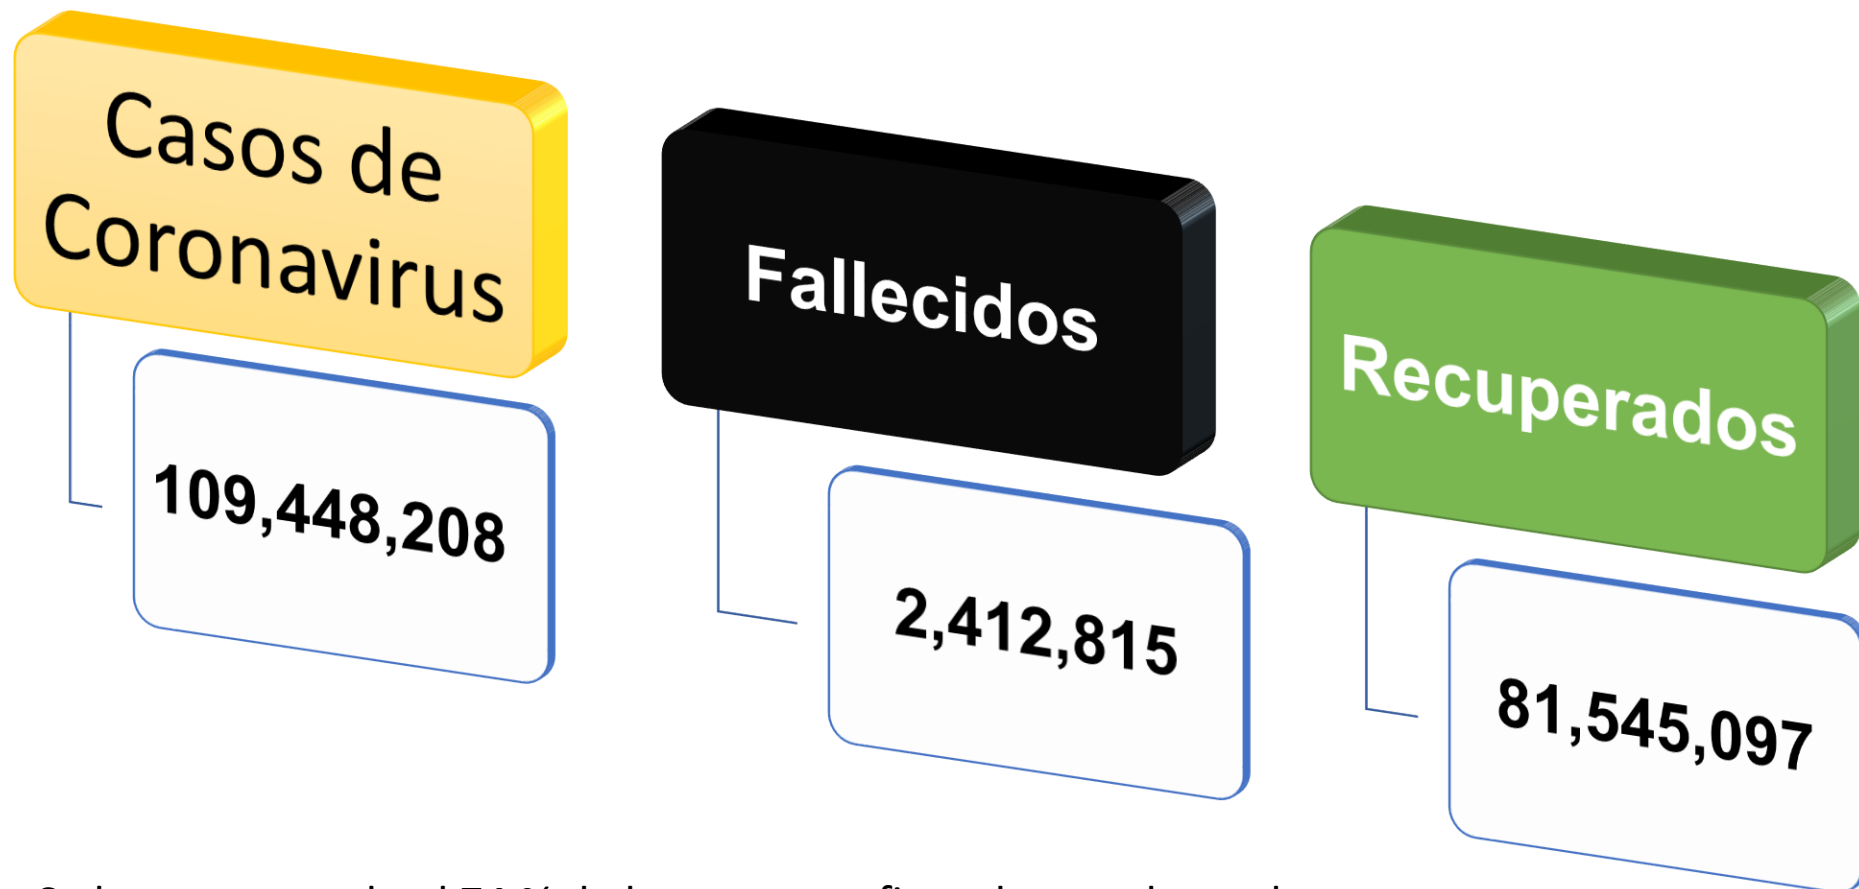 Casos de
Coronavirus
109,448,208
Fallecidos
2,412,815
Recuperados
81,545,097